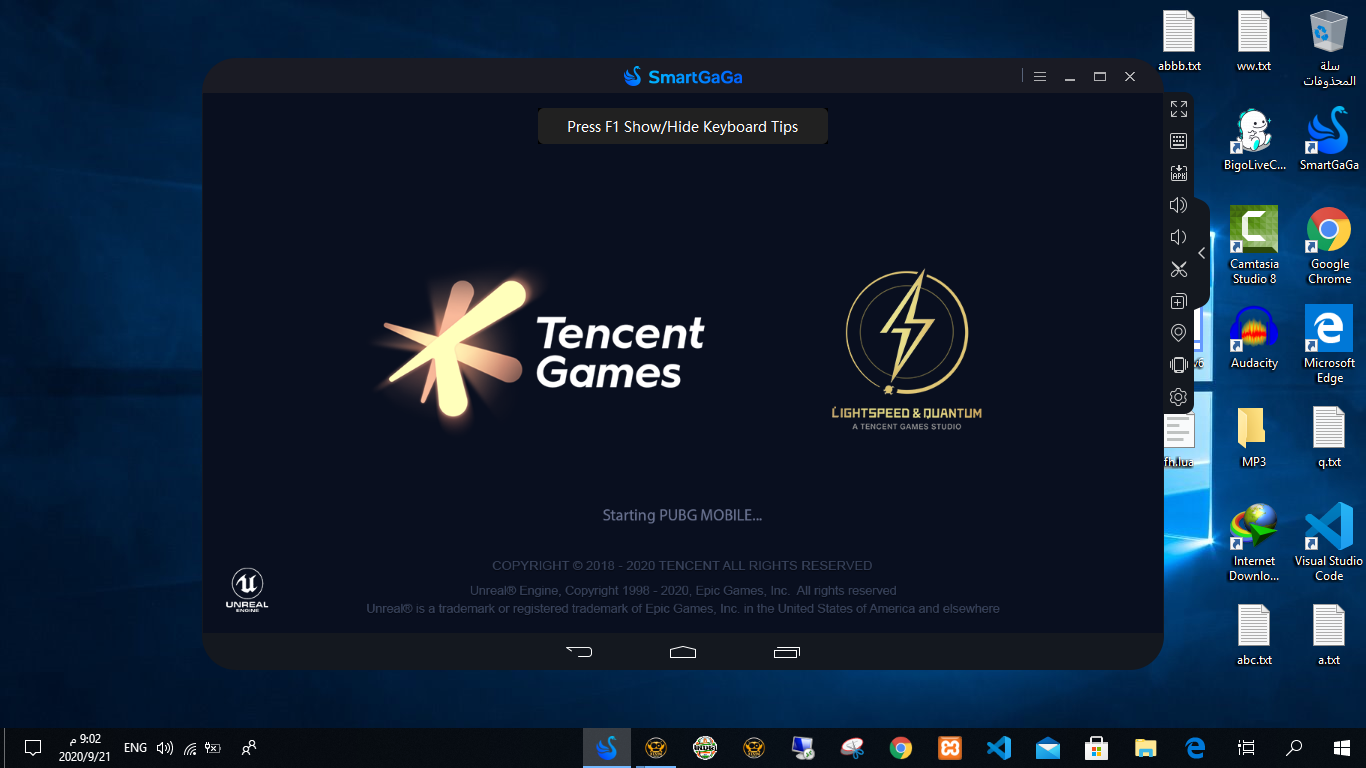 SmartGaGa
Press F1 Show/Hide Keyboard Tips
APK
Tencent
Games
LIGHTSPEED & QUANTUM
A TENCENT GAMES STUDIO
Starting PUBG MOBILE...
COPYRIGHT © 2018 - 2020 TENCENT ALL RIGHTS RESERVED
Unreal® Engine, Copyright 1998 - 2020, Epic Games, Inc. All rights reserved
Unreal® is a trademark or registered trademark of Epic Games, Inc. in the United States of America and elsewhere
UNREAL
ENGINE
abbb.txt
ww.txt
سلة
المحذوفات
BigoLiveC...
SmartGaGa
Camtasia
Studio 8
Google
Chrome
Audacity
Microsoft
Edge
fh.lua
MP3
q.txt
Internet
Downlo...
Visual Studio
Code
abc.txt
a.txt
9:02 م
2020/9/21
ENG